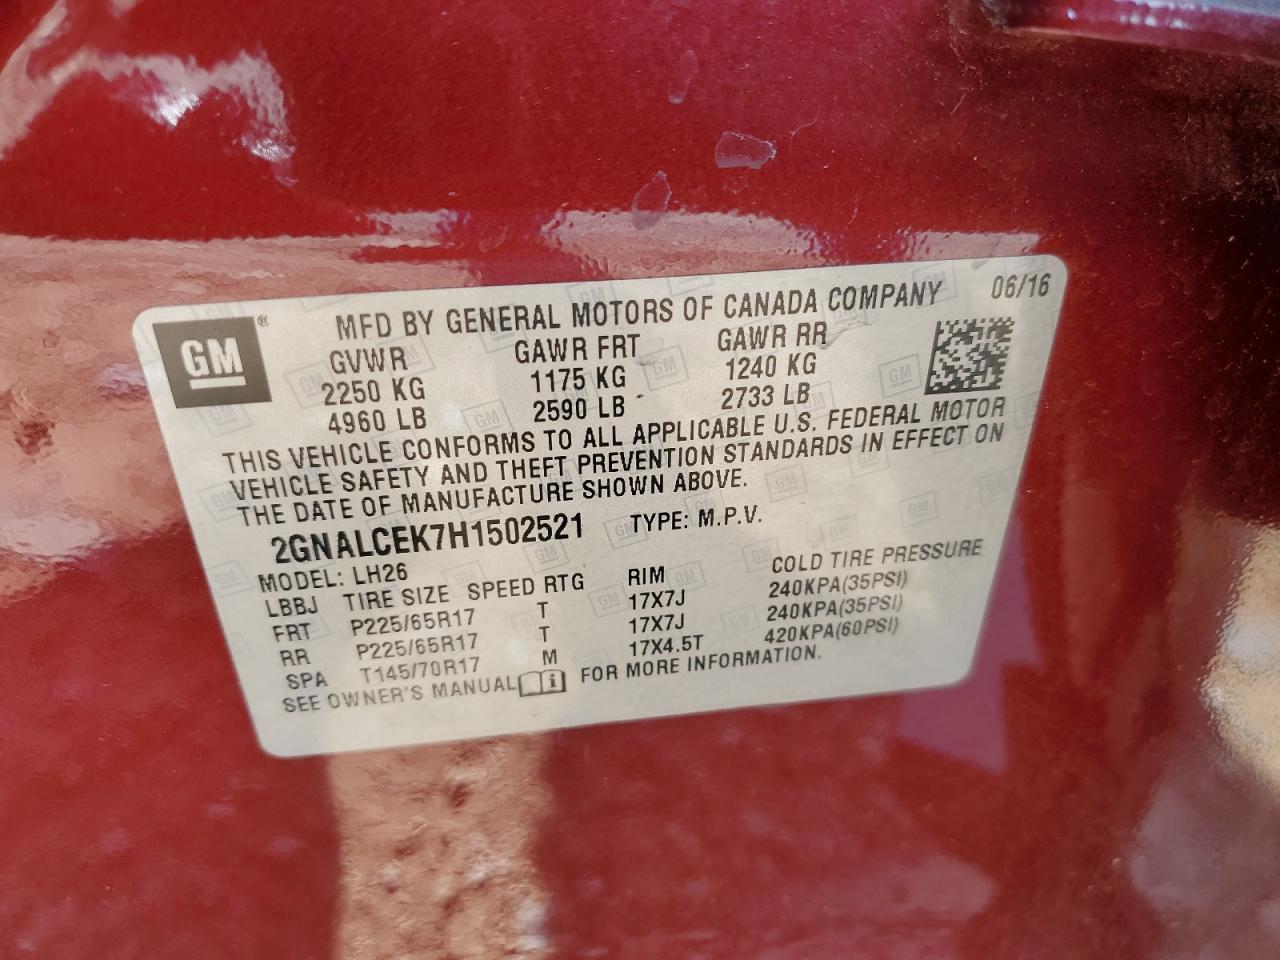 GM ®
MFD BY GENERAL MOTORS OF CANADA COMPANY 06/16
GVWR GAWR FRT GAWR RR
2250 KG 1175 KG 1240 KG
4960 LB 2590 LB 2733 LB
THIS VEHICLE CONFORMS TO ALL APPLICABLE U.S. FEDERAL MOTOR
VEHICLE SAFETY AND THEFT PREVENTION STANDARDS IN EFFECT ON
THE DATE OF MANUFACTURE SHOWN ABOVE.
2GNALCEK7H1502521 TYPE: M.P.V.
MODEL: LH26
LBBJ TIRE SIZE SPEED RTG RIM COLD TIRE PRESSURE
FRT P225/65R17 T 17X7J 240KPA(35PSI)
RR P225/65R17 T 17X7J 240KPA(35PSI)
SPA T145/70R17 M 17X4.5T 420KPA(60PSI)
SEE OWNER'S MANUAL FOR MORE INFORMATION.